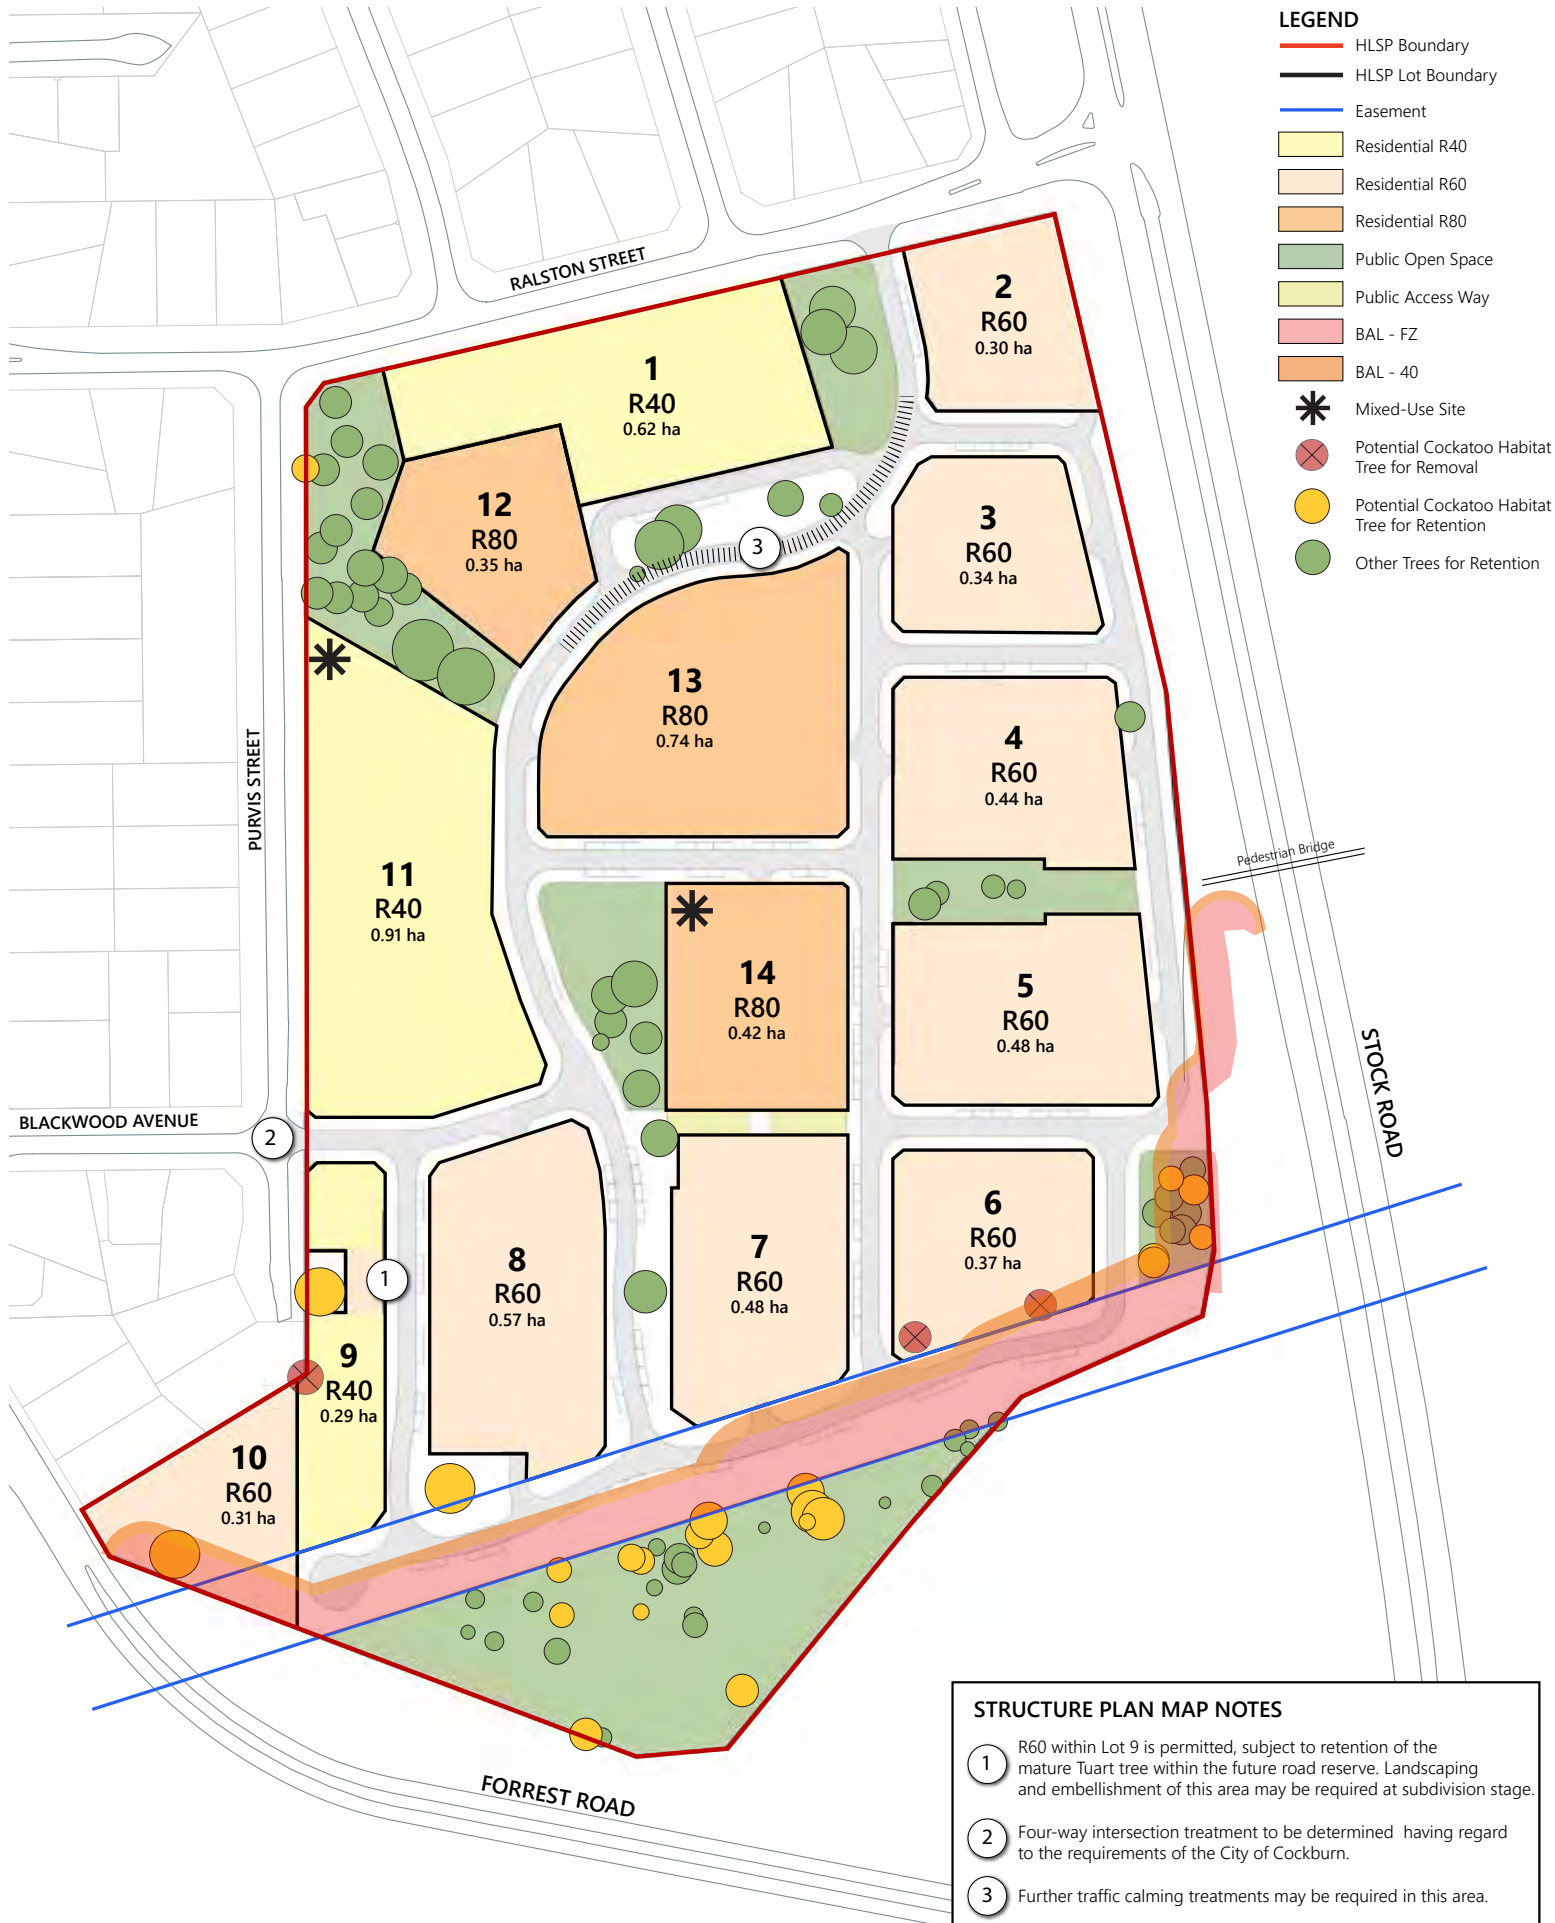 LEGEND
HLSP Boundary
HLSP Lot Boundary
Easement
Residential R40
Residential R60
Residential R80
Public Open Space
Public Access Way
BAL - FZ
BAL - 40
Mixed-Use Site
Potential Cockatoo Habitat
Tree for Removal
Potential Cockatoo Habitat
Tree for Retention
Other Trees for Retention
RALSTON STREET
2
R60
0.30 ha
1
R40
0.62 ha
12
R80
0.35 ha
3
3
R60
0.34 ha
13
R80
0.74 ha
4
R60
0.44 ha
PURVIS STREET
Pedestrian Bridge
11
R40
0.91 ha
14
R80
0.42 ha
5
R60
0.48 ha
STOCK ROAD
BLACKWOOD AVENUE
2
6
R60
0.37 ha
7
R60
0.48 ha
8
R60
0.57 ha
1
9
R40
0.29 ha
10
R60
0.31 ha
FORREST ROAD
STRUCTURE PLAN MAP NOTES
1
R60 within Lot 9 is permitted, subject to retention of the
mature Tuart tree within the future road reserve. Landscaping
and embellishment of this area may be required at subdivision stage.
2
Four-way intersection treatment to be determined having regard
to the requirements of the City of Cockburn.
3
Further traffic calming treatments may be required in this area.